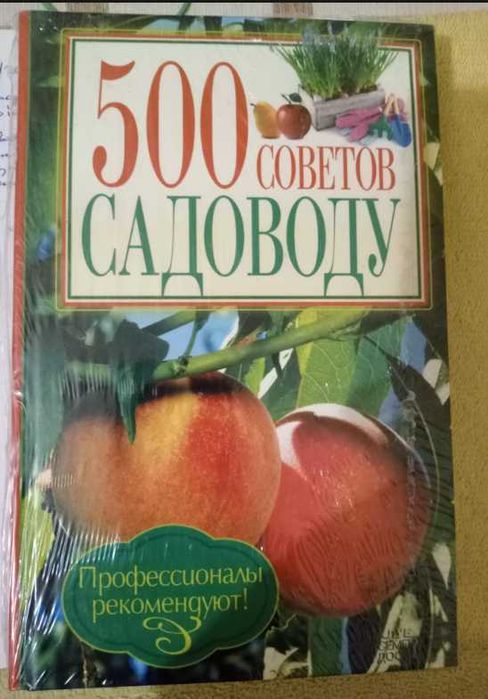 500
СОВЕТОВ
САДОВОДУ
Профессионалы
рекомендуют!